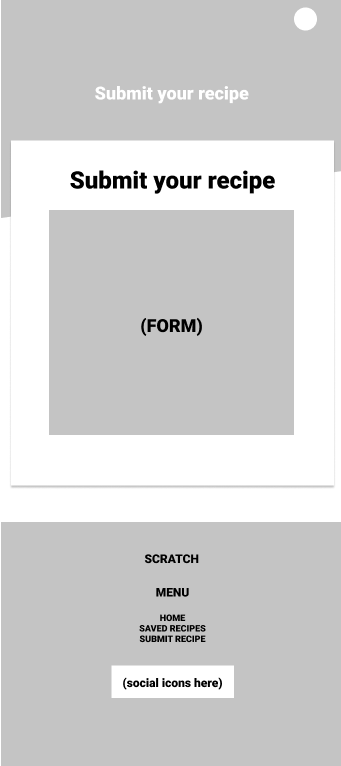 Submit your recipe
Submit your recipe
(FORM)
SCRATCH
MENU
HOME
SAVED RECIPES
SUBMIT RECIPE
(social icons here)